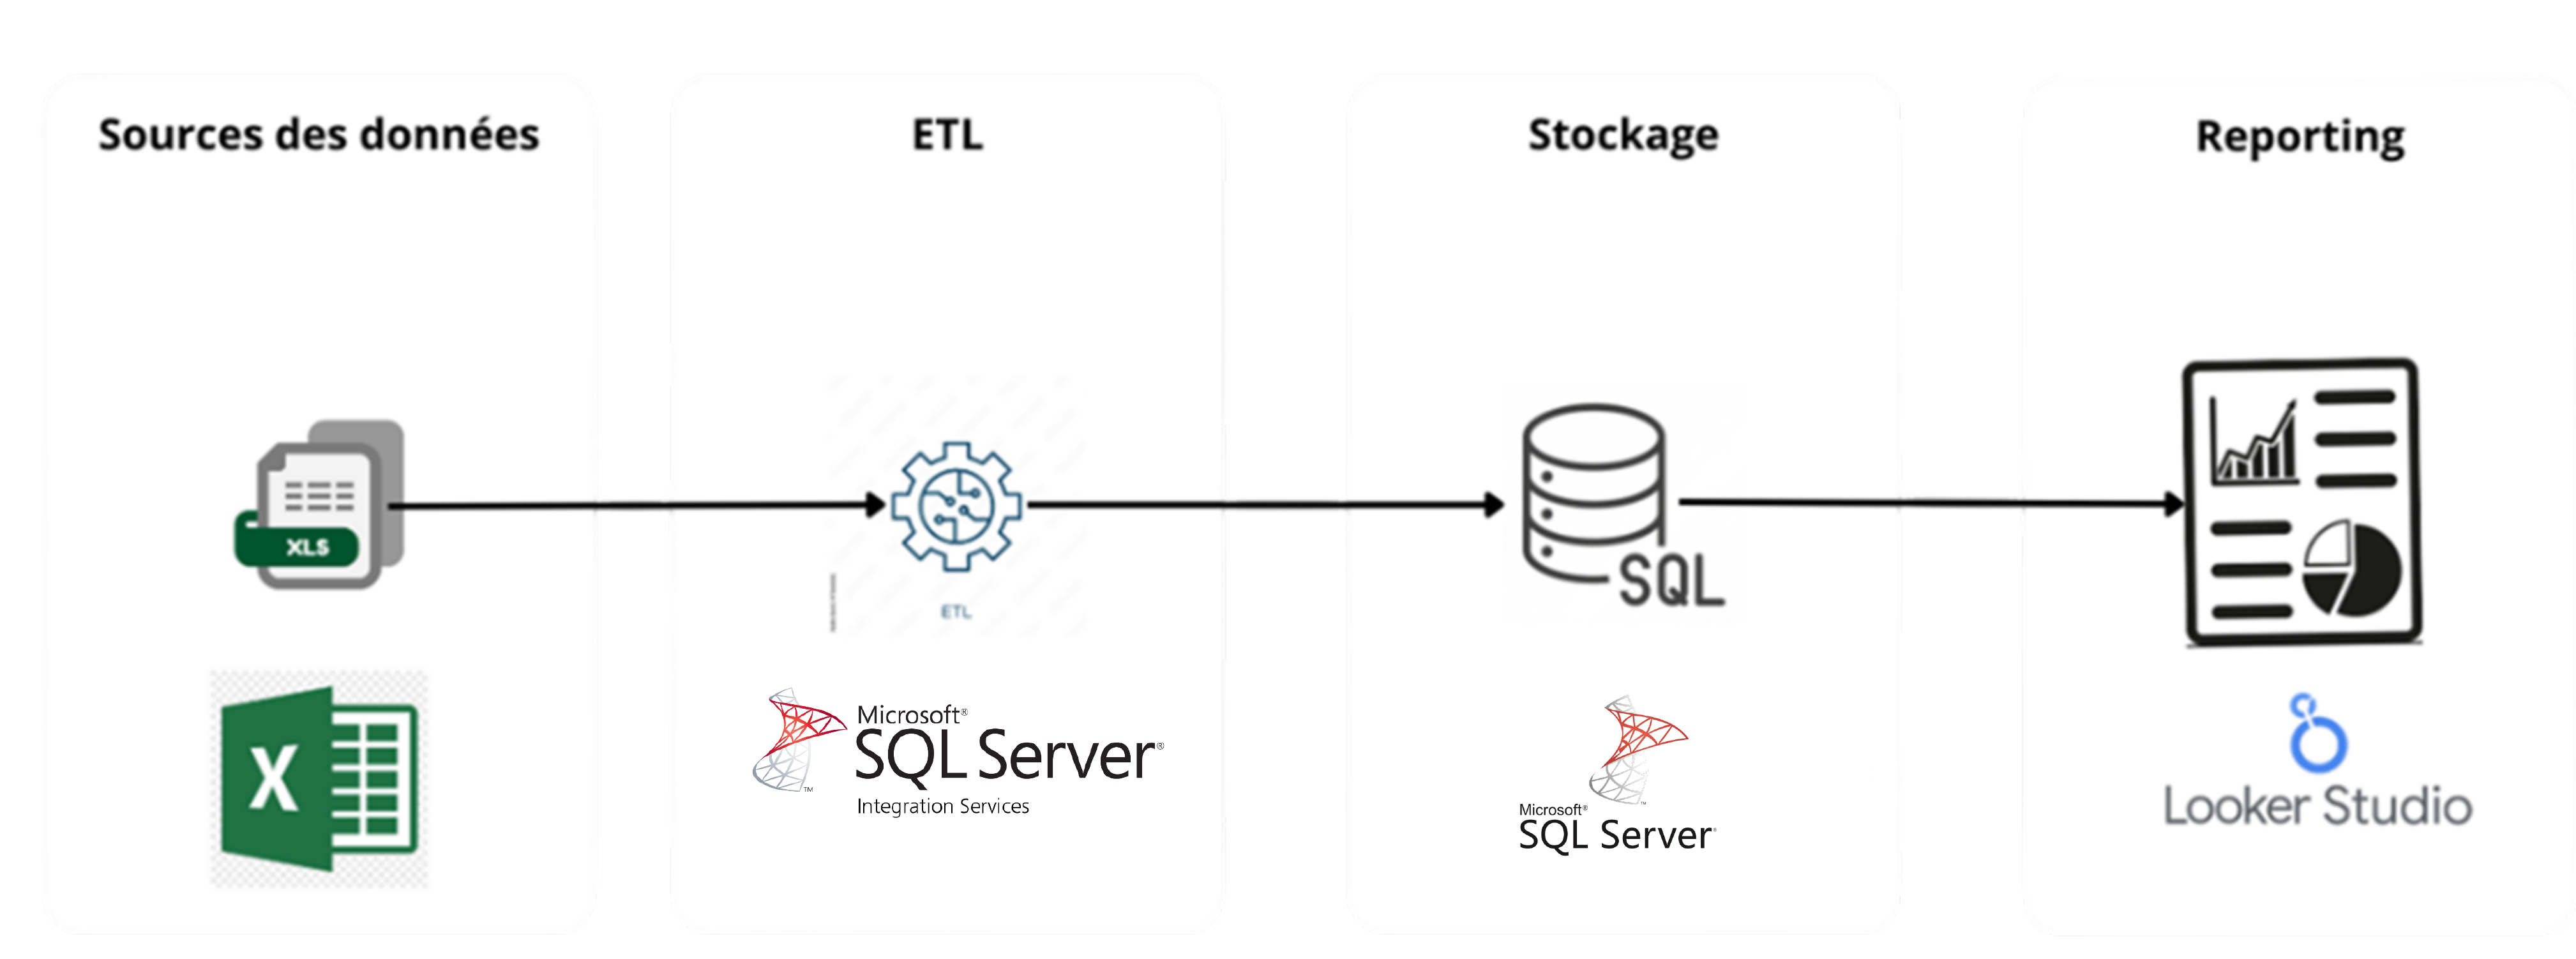 Sources des données
ETL
Stockage
Reporting
XLS
ETL
SQL
X
Microsoft®
SQL Server®
Integration Services
™
Microsoft®
SQL Server
Looker Studio